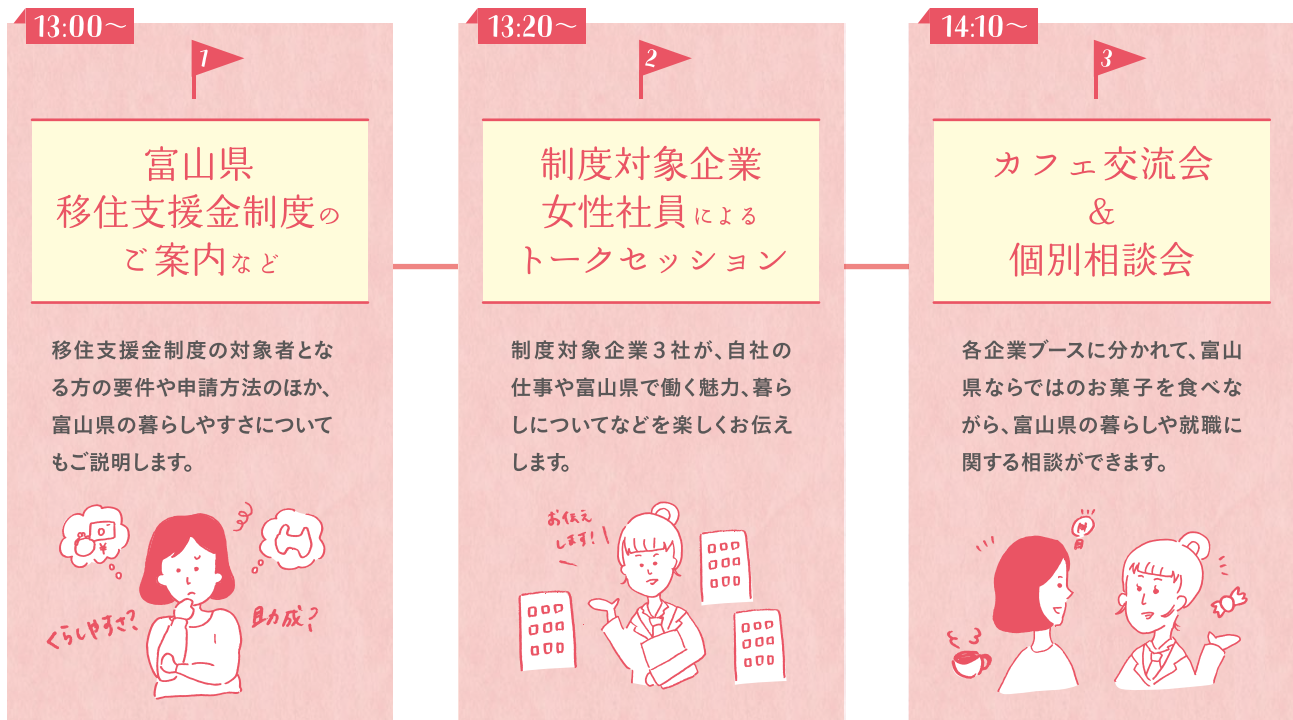 13:00〜
1
富山県
移住支援金制度の
ご案内など
移住支援金制度の対象者とな
る方の要件や申請方法のほか、
富山県の暮らしやすさについて
もご説明します。
¥
くらしやすさ?
助成?
13:20〜
2
制度対象企業
女性社員による
トークセッション
制度対象企業３社が、自社の
仕事や富山県で働く魅力、暮ら
しについてなどを楽しくお伝え
します。
お伝え
します!
14:10〜
3
カフェ交流会
&
個別相談会
各企業ブースに分かれて、富山
県ならではのお菓子を食べな
がら、富山県の暮らしや就職に
関する相談ができます。